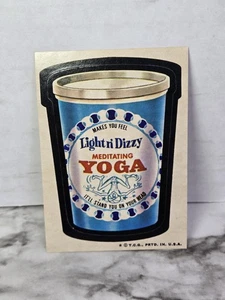 MAKES YOU FEEL
Light n' Dizzy
MEDITATING
YOGA
IT'LL STAND YOU ON YOUR HEAD
© T.C.G. PRTD. IN U.S.A.